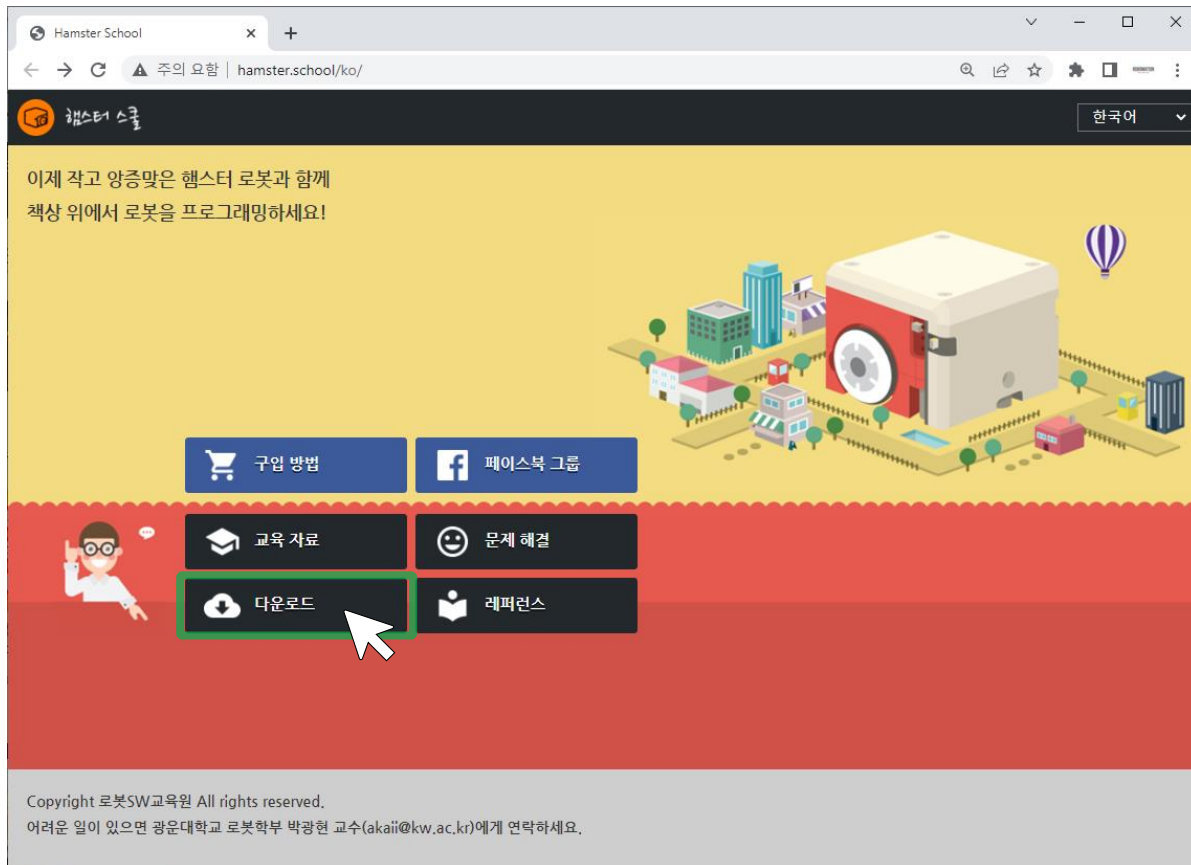 Hamster School
주의 요함 | hamster.school/ko/
햄스터 스쿨
한국어
이제 작고 앙증맞은 햄스터 로봇과 함께
책상 위에서 로봇을 프로그래밍하세요!
구입 방법
페이스북 그룹
교육 자료
문제 해결
다운로드
레퍼런스
Copyright 로봇SW교육원 All rights reserved.
어려운 일이 있으면 광운대학교 로봇학부 박광현 교수(akaii@kw.ac.kr)에게 연락하세요.